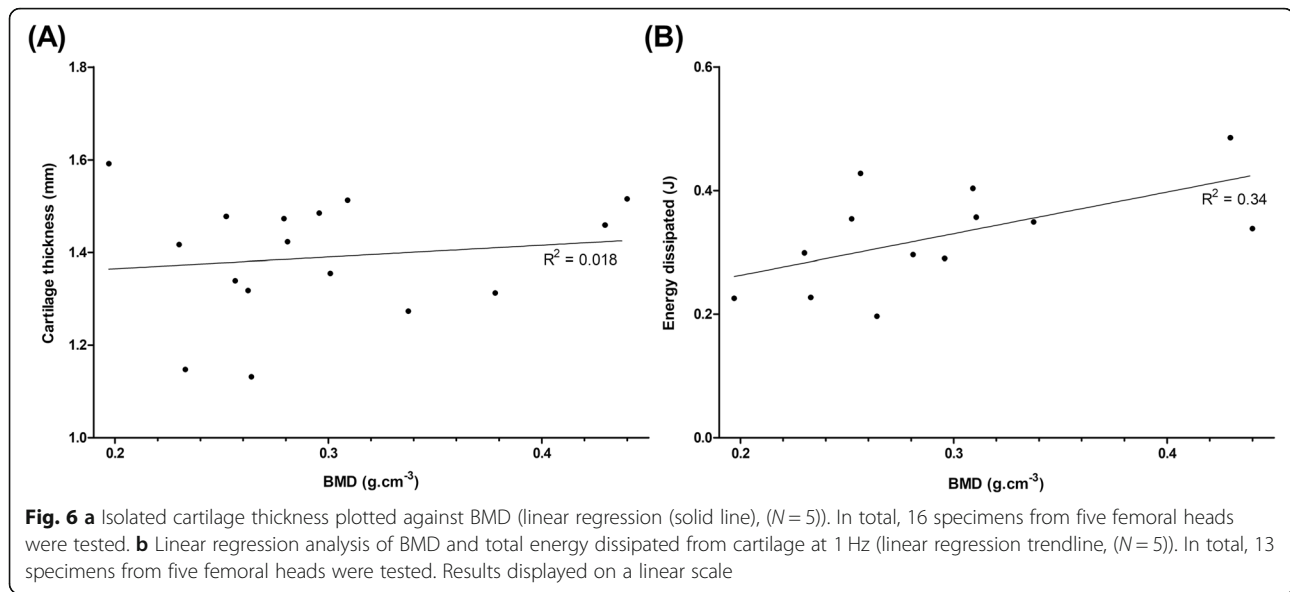 (A)
1.8
1.6
1.4
1.2
1.0
Cartilage thickness (mm)
R² = 0.018
0.2 0.3 0.4
BMD (g.cm⁻³)
(B)
0.6
0.4
0.2
0.0
Energy dissipated (J)
R² = 0.34
0.2 0.3 0.4
BMD (g.cm⁻³)
Fig. 6 a Isolated cartilage thickness plotted against BMD (linear regression (solid line), (N = 5)). In total, 16 specimens from five femoral heads
were tested. b Linear regression analysis of BMD and total energy dissipated from cartilage at 1 Hz (linear regression trendline, (N = 5)). In total, 13
specimens from five femoral heads were tested. Results displayed on a linear scale